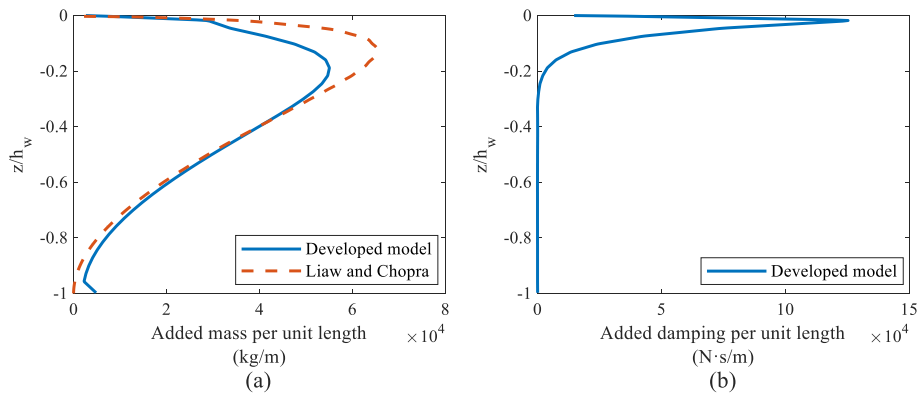 0
-0.2
-0.4
-0.6
-0.8
-1
z/h_w
Developed model
Liaw and Chopra
0 2 4 6 8
×10^4
Added mass per unit length
(kg/m)
(a)
0
-0.2
-0.4
-0.6
-0.8
-1
z/h_w
Developed model
0 5 10 15
×10^4
Added damping per unit length
(N·s/m)
(b)